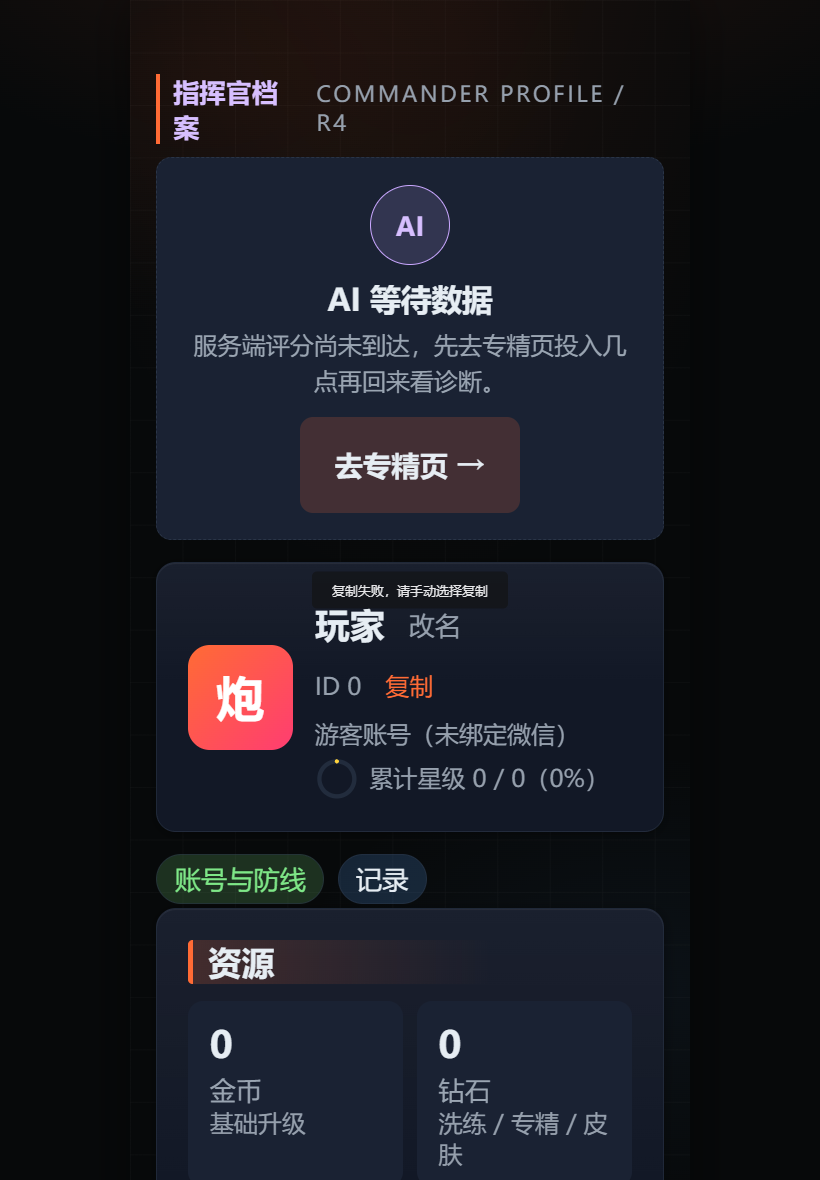 指挥官档
案
COMMANDER PROFILE /
R4
AI
AI 等待数据
服务端评分尚未到达，先去专精页投入几
点再回来看诊断。
去专精页 →
复制失败，请手动选择复制
玩家 改名
炮
ID 0 复制
游客账号（未绑定微信）
累计星级 0 / 0（0%）
账号与防线 记录
资源
0
金币
基础升级
0
钻石
洗练 / 专精 / 皮
肤